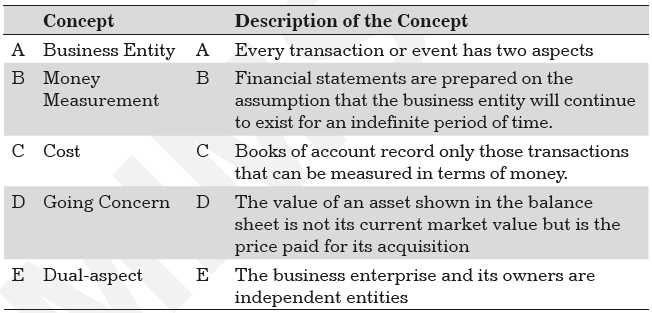 Concept Description of the Concept
A Business Entity A Every transaction or event has two aspects
B Money B Financial statements are prepared on the
Measurement assumption that the business entity will continue
to exist for an indefinite period of time.
C Cost C Books of account record only those transactions
that can be measured in terms of money.
D Going Concern D The value of an asset shown in the balance
sheet is not its current market value but is the
price paid for its acquisition
E Dual-aspect E The business enterprise and its owners are
independent entities